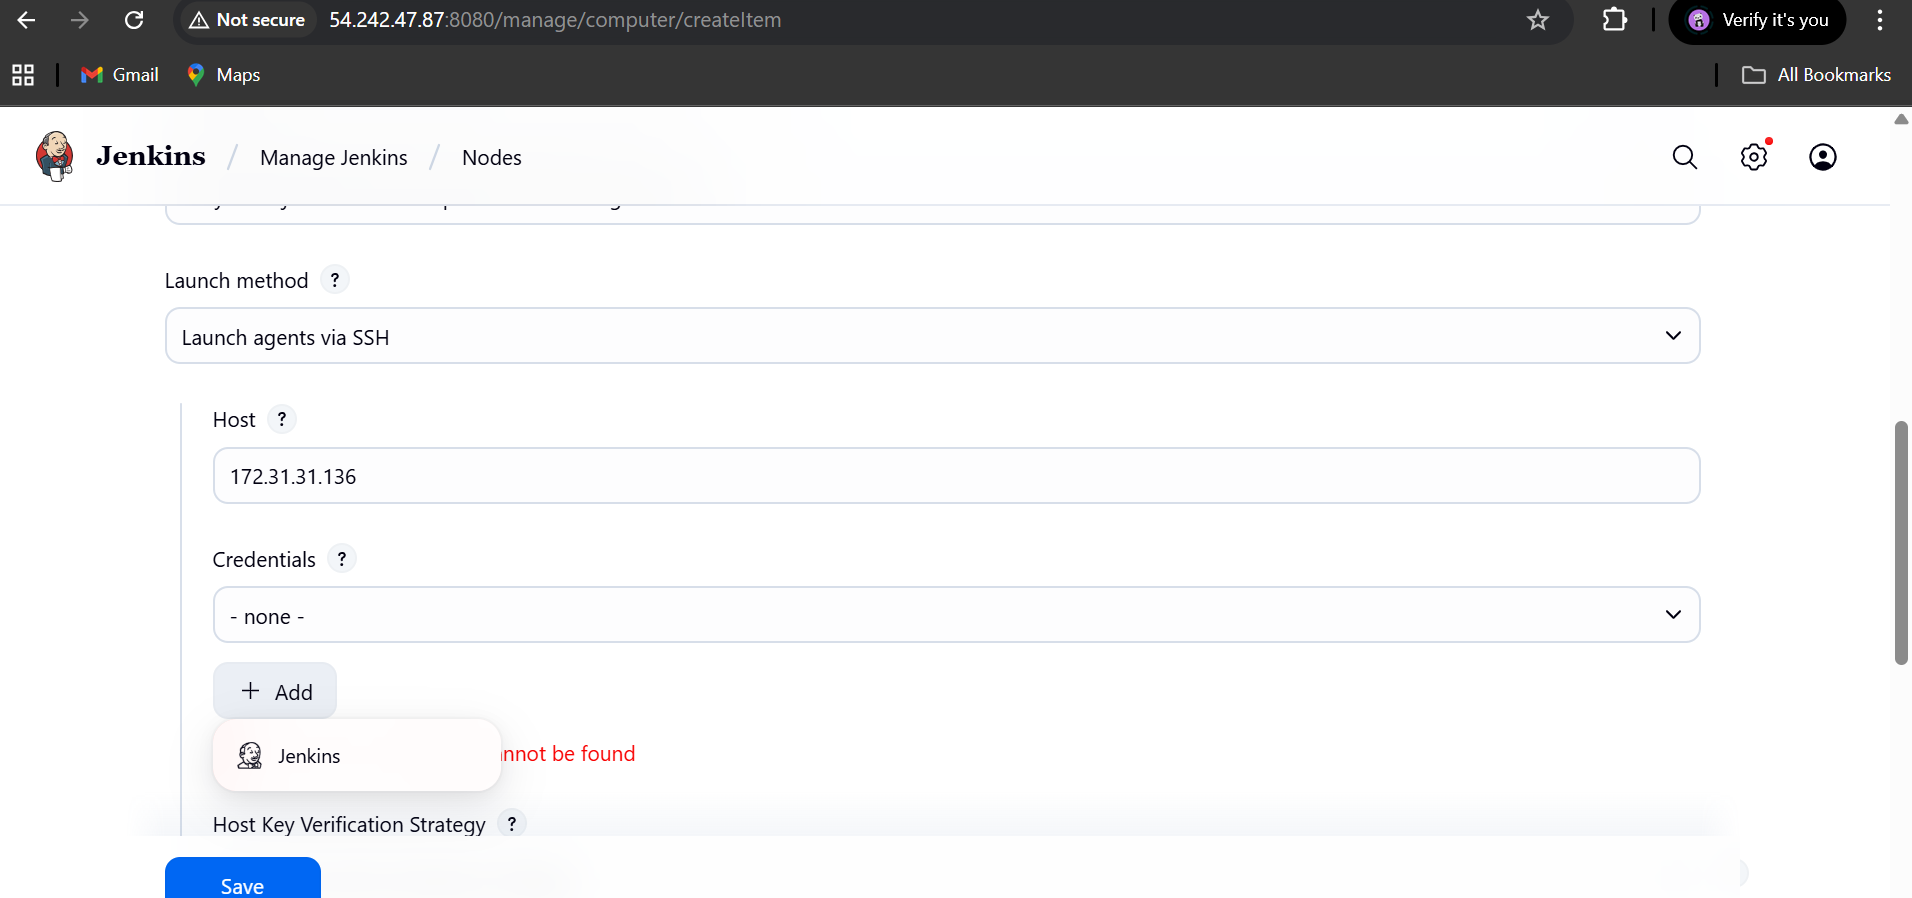 Not secure 54.242.47.87:8080/manage/computer/createItem Verify it's you
Gmail Maps All Bookmarks
Jenkins / Manage Jenkins / Nodes
Launch method ?
Launch agents via SSH
Host ?
172.31.31.136
Credentials ?
- none -
+ Add
Jenkins
nnot be found
Host Key Verification Strategy ?
Save